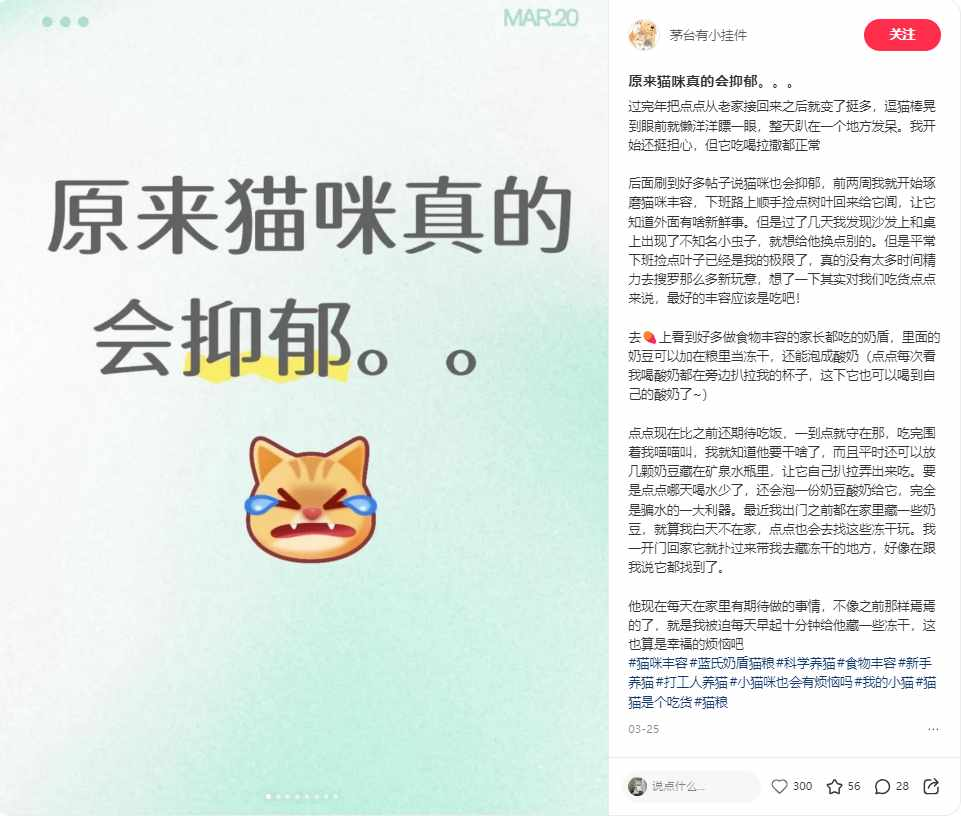 MAR.20
原来猫咪真的
会抑郁。。
茅台有小挂件
关注
原来猫咪真的会抑郁。。。
过完年把点点从老家接回来之后就变了挺多，逗猫棒晃
到眼前就懒洋洋瞟一眼，整天趴在一个地方发呆。我开
始还挺担心，但它吃喝拉撒都正常
后面刷到好多帖子说猫咪也会抑郁，前两周我就开始琢
磨猫咪丰容，下班路上顺手捡点树叶回来给它闻，让它
知道外面有啥新鲜事。但是过了几天我发现沙发上和桌
上出现了不知名小虫子，就想给他换点别的。但是平常
下班捡点叶子已经是我的极限了，真的没有太多时间精
力去搜罗那么多新玩意，想了一下其实对我们吃货点点
来说，最好的丰容应该是吃吧！
去🍠上看到好多做食物丰容的家长都吃的奶盾，里面的
奶豆可以加在粮里当冻干，还能泡成酸奶（点点每次看
我喝酸奶都在旁边扒拉我的杯子，这下它也可以喝到自
己的酸奶了~）
点点现在比之前还期待吃饭，一到点就守在那，吃完围
着我喵喵叫，我就知道他要干啥了，而且平时还可以放
几颗奶豆藏在矿泉水瓶里，让它自己扒拉弄出来吃。要
是点点哪天喝水少了，还会泡一份奶豆酸奶给它，完全
是骗水的一大利器。最近我出门之前都在家里藏一些奶
豆，就算我白天不在家，点点也会去找这些冻干玩。我
一开门回家它就扑过来带我去藏冻干的地方，好像在跟
我说它都找到了。
他现在每天在家里有期待做的事情，不像之前那样焉焉
的了，就是我被迫每天早起十分钟给他藏一些冻干，这
也算是幸福的烦恼吧
#猫咪丰容#蓝氏奶盾猫粮#科学养猫#食物丰容#新手
养猫#打工人养猫#小猫咪也会有烦恼吗#我的小猫#猫
猫是个吃货#猫粮
03-25
说点什么...
300
56
28